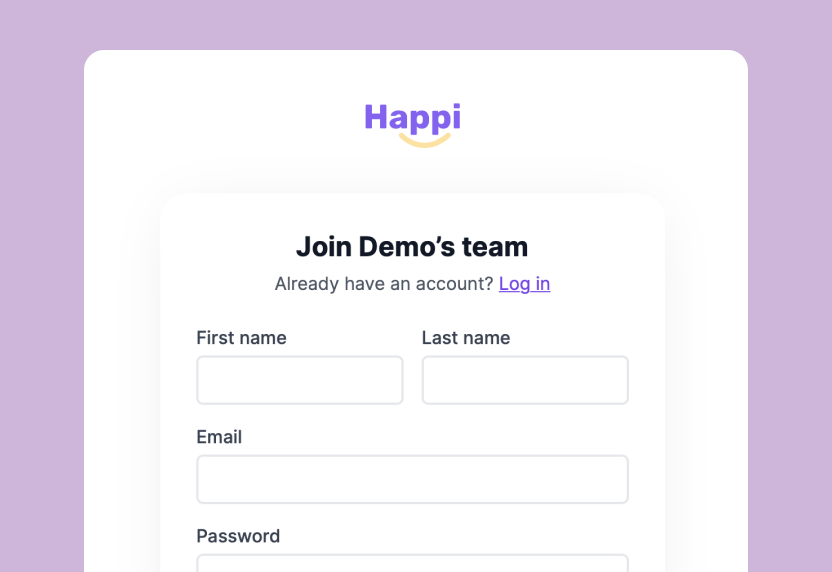 Happi
Join Demo’s team
Already have an account? Log in
First name
Last name
Email
Password